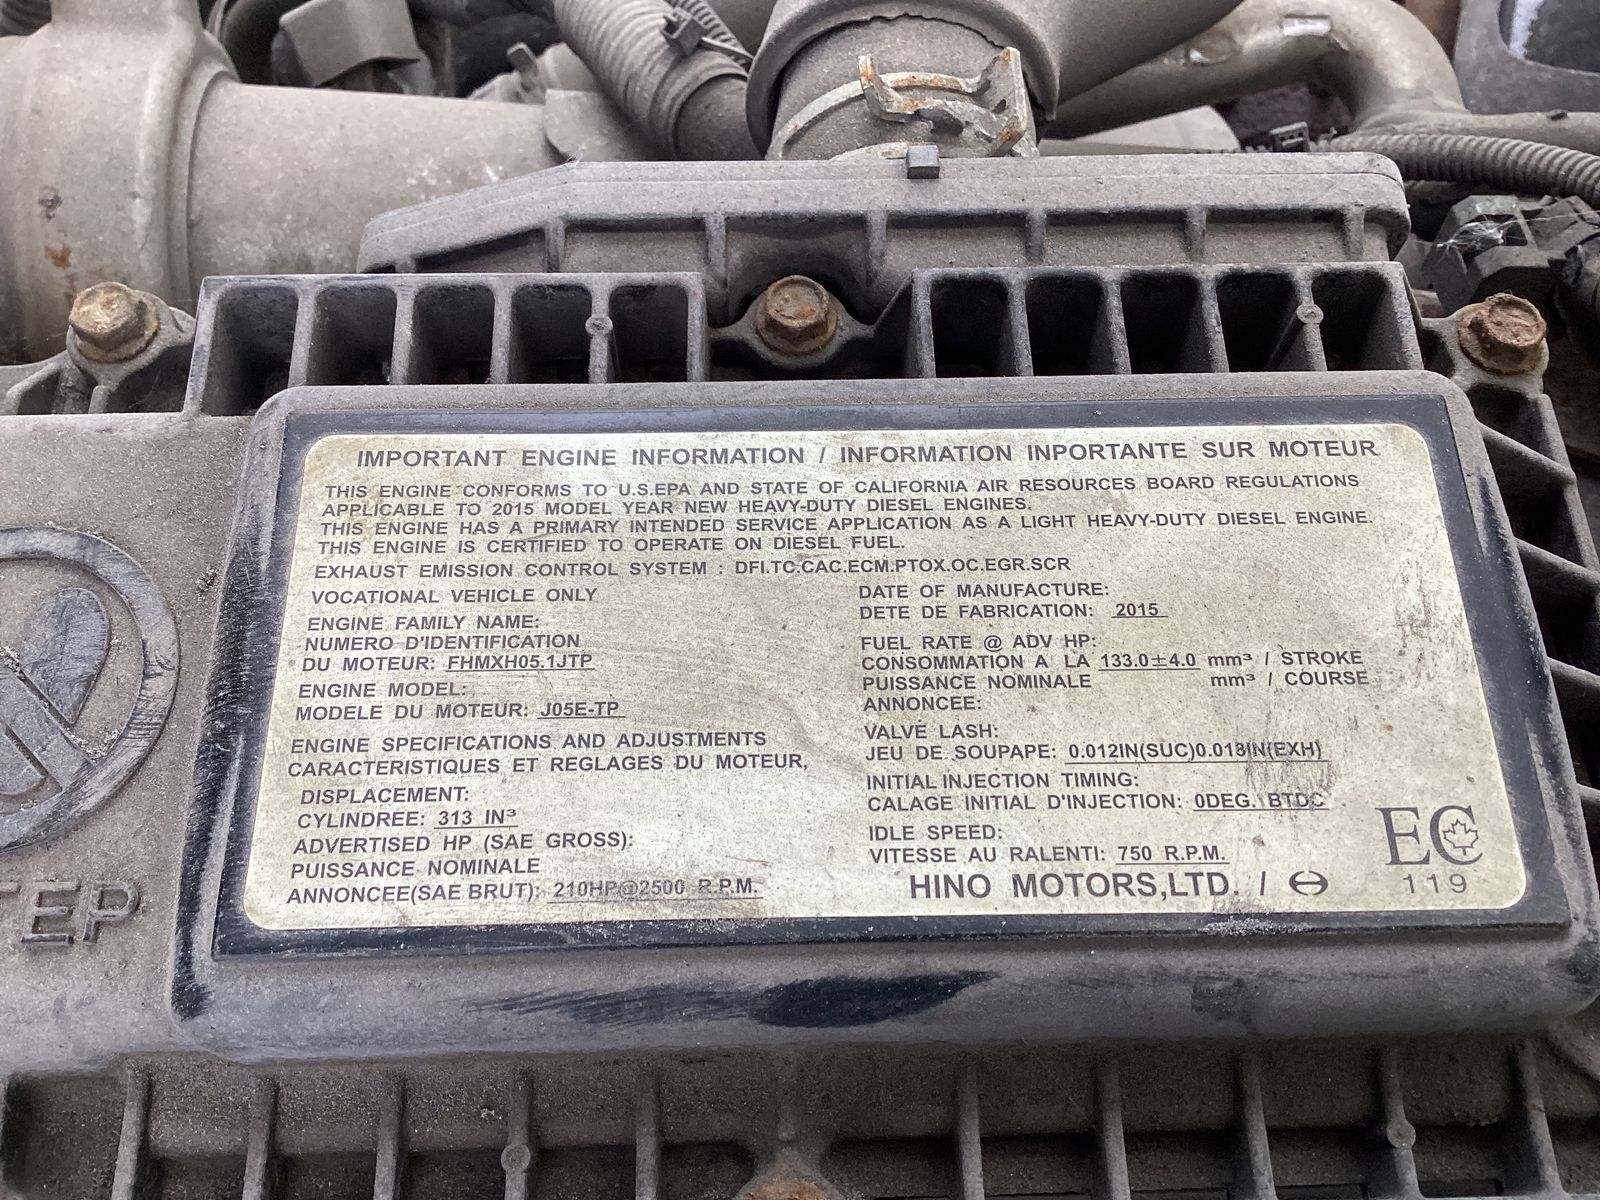 IMPORTANT ENGINE INFORMATION / INFORMATION INPORTANTE SUR MOTEUR
THIS ENGINE CONFORMS TO U.S.EPA AND STATE OF CALIFORNIA AIR RESOURCES BOARD REGULATIONS
APPLICABLE TO 2015 MODEL YEAR NEW HEAVY-DUTY DIESEL ENGINES.
THIS ENGINE HAS A PRIMARY INTENDED SERVICE APPLICATION AS A LIGHT HEAVY-DUTY DIESEL ENGINE.
THIS ENGINE IS CERTIFIED TO OPERATE ON DIESEL FUEL.
EXHAUST EMISSION CONTROL SYSTEM : DFI.TC.CAC.ECM.PTOX.OC.EGR.SCR
VOCATIONAL VEHICLE ONLY
ENGINE FAMILY NAME:
NUMERO D'IDENTIFICATION
DU MOTEUR: FHMXH05.1JTP
ENGINE MODEL:
MODELE DU MOTEUR: J05E-TP
ENGINE SPECIFICATIONS AND ADJUSTMENTS
CARACTERISTIQUES ET REGLAGES DU MOTEUR,
DISPLACEMENT:
CYLINDREE: 313 IN³
ADVERTISED HP (SAE GROSS):
PUISSANCE NOMINALE
ANNONCEE(SAE BRUT): 210HP@2500 R.P.M.
DATE OF MANUFACTURE:
DETE DE FABRICATION: 2015
FUEL RATE @ ADV HP:
CONSOMMATION A LA 133.0±4.0 mm³ / STROKE
PUISSANCE NOMINALE mm³ / COURSE
ANNONCEE:
VALVE LASH:
JEU DE SOUPAPE: 0.012IN(SUC)0.018IN(EXH)
INITIAL INJECTION TIMING:
CALAGE INITIAL D'INJECTION: 0DEG. BTDC
IDLE SPEED:
VITESSE AU RALENTI: 750 R.P.M.
HINO MOTORS,LTD. /
EC
119
TEP